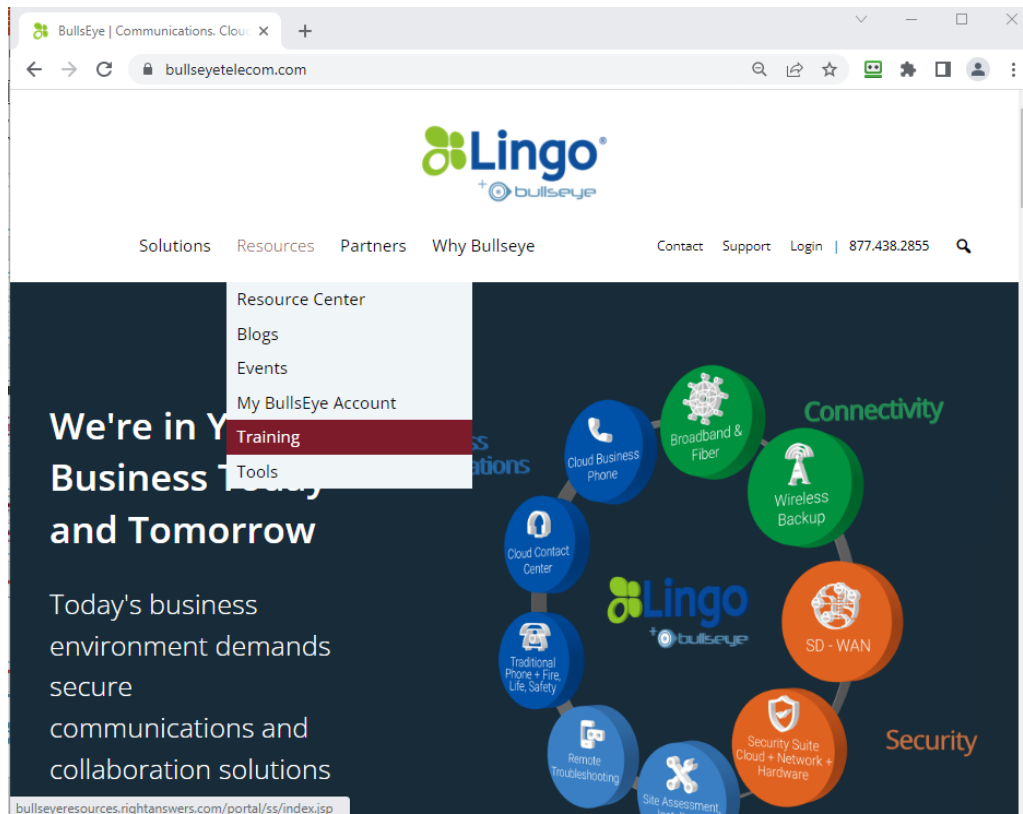 BullsEye | Communications. Clou
bullseyetelecom.com
Lingo®
+ bullseye
Solutions Resources Partners Why Bullseye Contact Support Login | 877.438.2855
Resource Center
Blogs
Events
My BullsEye Account
Training
Tools
We're in Y
Business Today
and Tomorrow
Today's business
environment demands
secure
communications and
collaboration solutions
ss
ations
Connectivity
Broadband &
Fiber
Cloud Business
Phone
Wireless
Backup
Cloud Contact
Center
Lingo
+ bullseye
SD - WAN
Traditional
Phone + Fire,
Life, Safety
Security
Security Suite
Cloud + Network +
Hardware
Remote
Troubleshooting
Site Assessment,
bullseyeresources.rightanswers.com/portal/ss/index.jsp